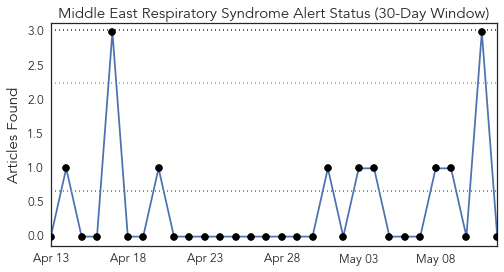 Middle East Respiratory Syndrome Alert Status (30-Day Window)
Articles Found
3.0
2.5
2.0
1.5
1.0
0.5
0.0
Apr 13 Apr 18 Apr 23 Apr 28 May 03 May 08